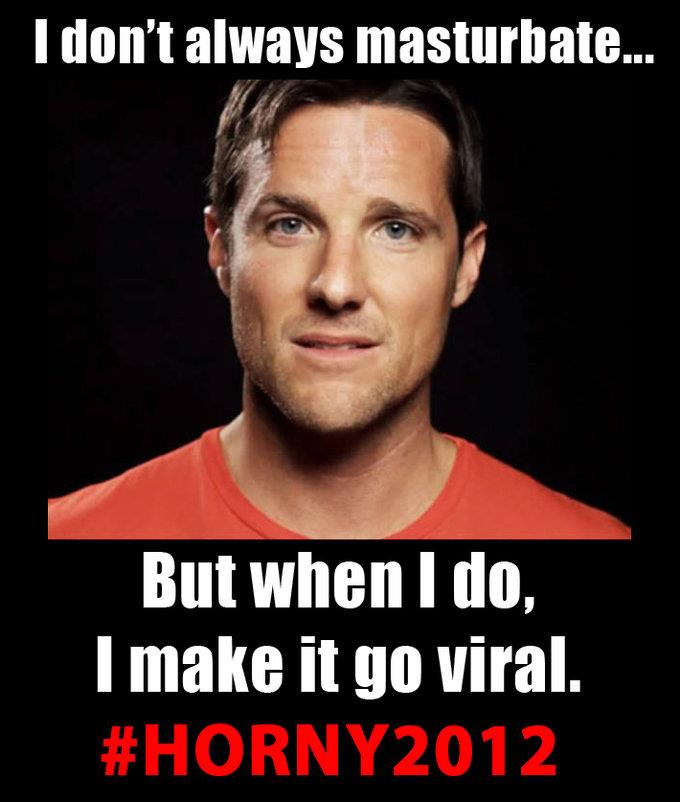 I don't always masturbate...
But when I do,
I make it go viral.
#HORNY2012